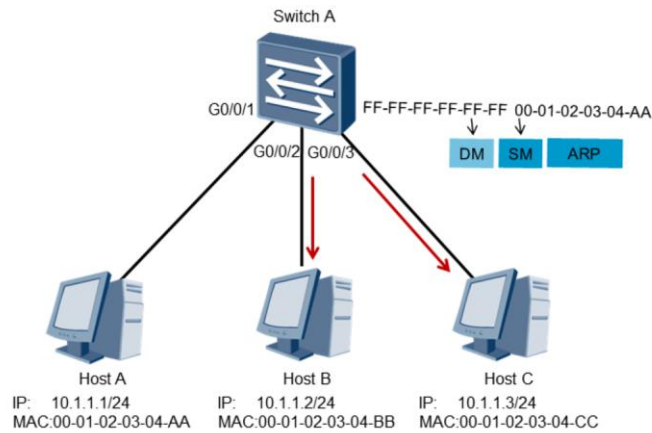 Switch A
G0/0/1
FF-FF-FF-FF-FF-FF 00-01-02-03-04-AA
G0/0/2 G0/0/3
DM SM ARP
Host A
Host B
Host C
IP: 10.1.1.1/24
MAC:00-01-02-03-04-AA
IP: 10.1.1.2/24
MAC:00-01-02-03-04-BB
IP: 10.1.1.3/24
MAC:00-01-02-03-04-CC